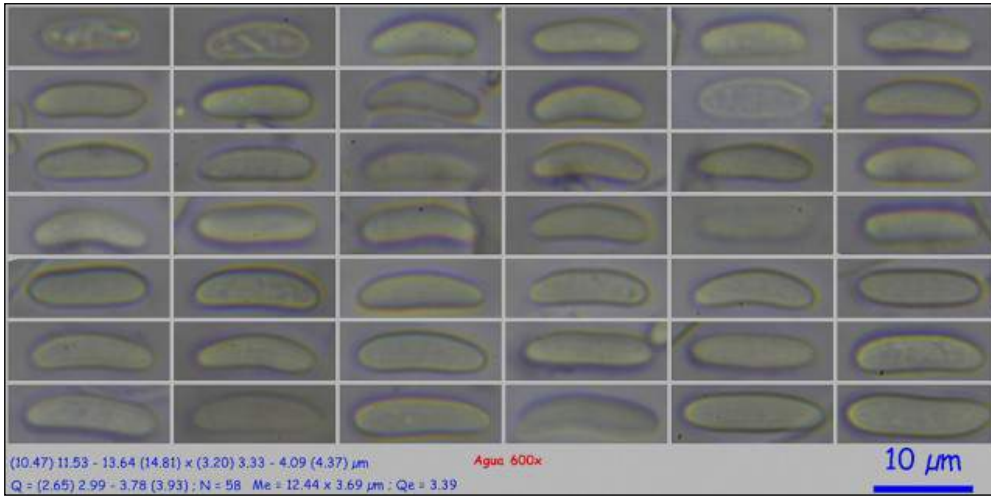 (10.47) 11.53 - 13.64 (14.81) x (3.20) 3.33 - 4.09 (4.37) µm
Agua 600x
10 µm
Q = (2.65) 2.99 - 3.78 (3.93) ; N = 58 Me = 12.44 x 3.69 µm ; Qe = 3.39